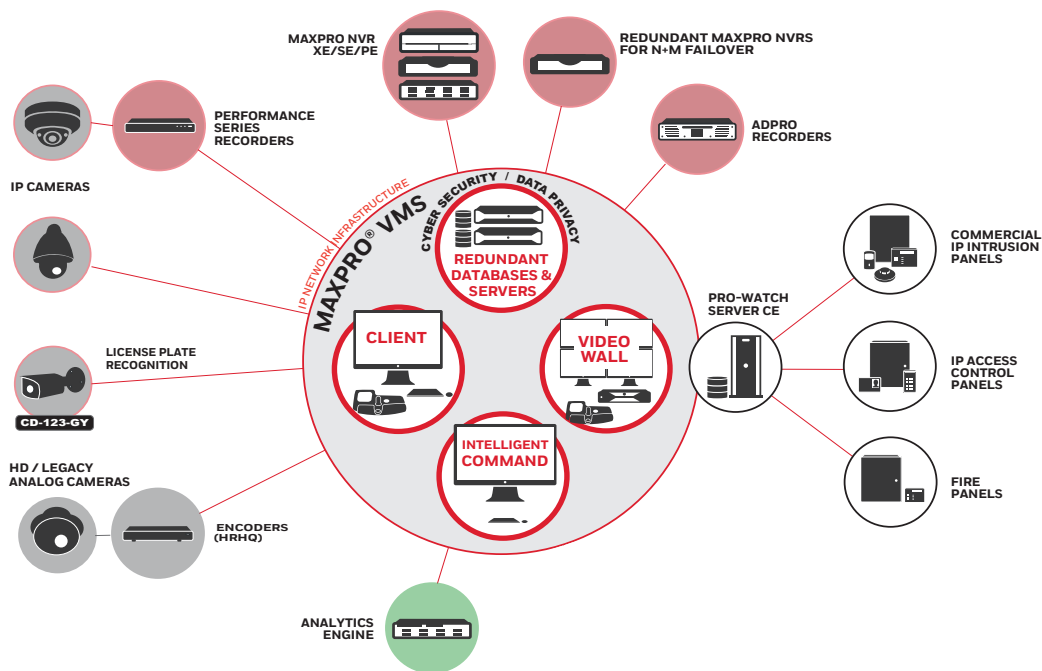 MAXPRO NVR
XE/SE/PE
REDUNDANT MAXPRO NVRS
FOR N+M FAILOVER
PERFORMANCE
SERIES
RECORDERS
ADPRO
RECORDERS
IP CAMERAS
IP NETWORK INFRASTRUCTURE
MAXPRO® VMS
CYBER SECURITY / DATA PRIVACY
REDUNDANT
DATABASES &
SERVERS
COMMERCIAL
IP INTRUSION
PANELS
PRO-WATCH
SERVER CE
CLIENT
VIDEO
WALL
LICENSE PLATE
RECOGNITION
IP ACCESS
CONTROL
PANELS
CD-123-GY
INTELLIGENT
COMMAND
HD / LEGACY
ANALOG CAMERAS
FIRE
PANELS
ENCODERS
(HRHQ)
ANALYTICS
ENGINE